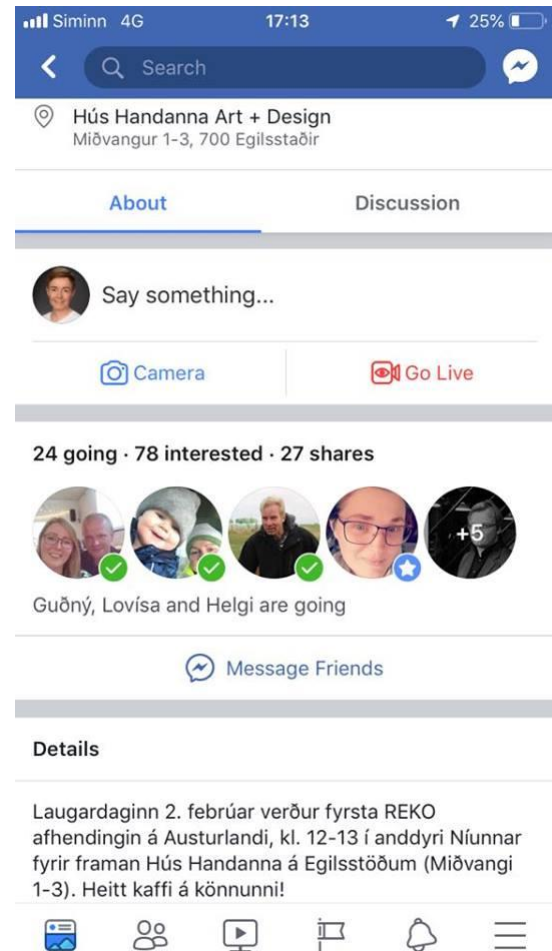 Siminn 4G 17:13 25%
Search
Hús Handanna Art + Design
Miðvangur 1-3, 700 Egilsstaðir
About Discussion
Say something...
Camera Go Live
24 going · 78 interested · 27 shares
+5
Guðný, Lovísa and Helgi are going
Message Friends
Details
Laugardaginn 2. febrúar verður fyrsta REKO
afhendingin á Austurlandi, kl. 12-13 í anddyri Níunnar
fyrir framan Hús Handanna á Egilsstöðum (Miðvangi
1-3). Heitt kaffi á könnunni!